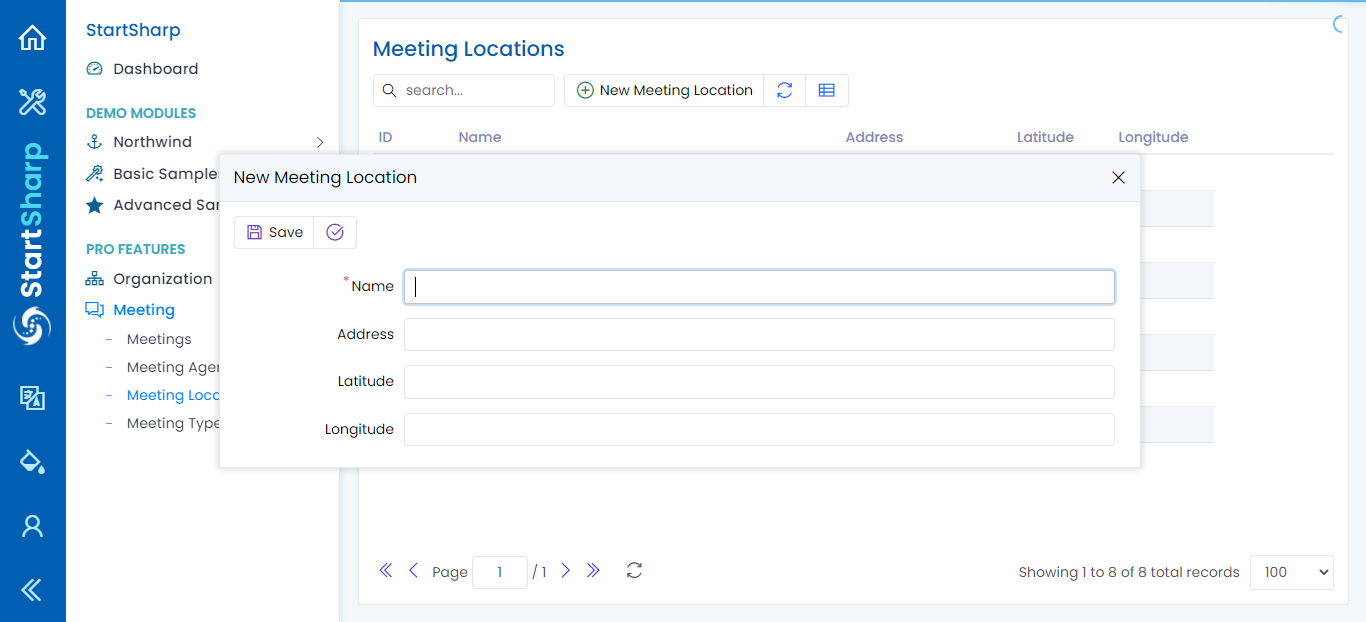 StartSharp
StartSharp
Dashboard
DEMO MODULES
Northwind
Basic Sample
Advanced Sar
PRO FEATURES
Organization
Meeting
Meetings
Meeting Agen
Meeting Loca
Meeting Type
Meeting Locations
search...
New Meeting Location
ID Name Address Latitude Longitude
New Meeting Location
Save
* Name
Address
Latitude
Longitude
Page 1 / 1
Showing 1 to 8 of 8 total records 100